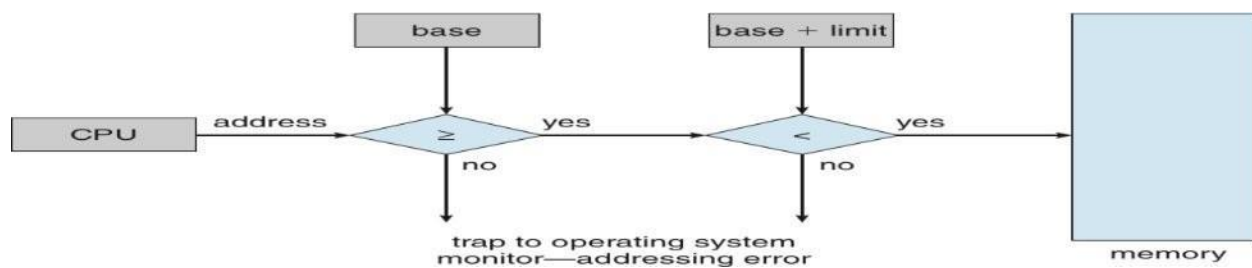 base
base + limit
CPU
address
≥
yes
<
yes
no
no
trap to operating system
monitor—addressing error
memory